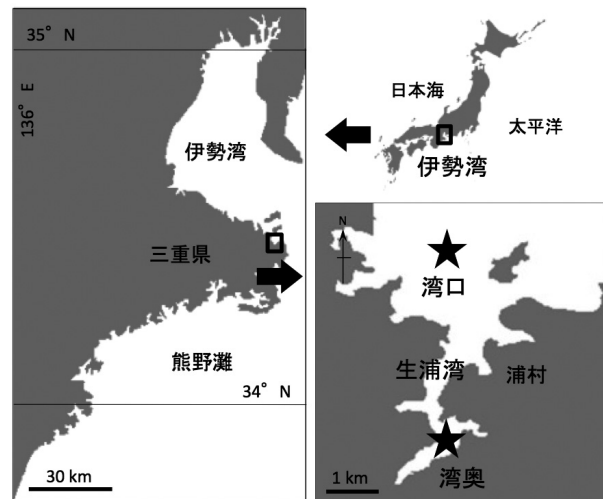 35° N
136° E
伊勢湾
三重県
熊野灘
34° N
30 km
日本海
太平洋
伊勢湾
N
湾口
生浦湾
浦村
湾奥
1 km